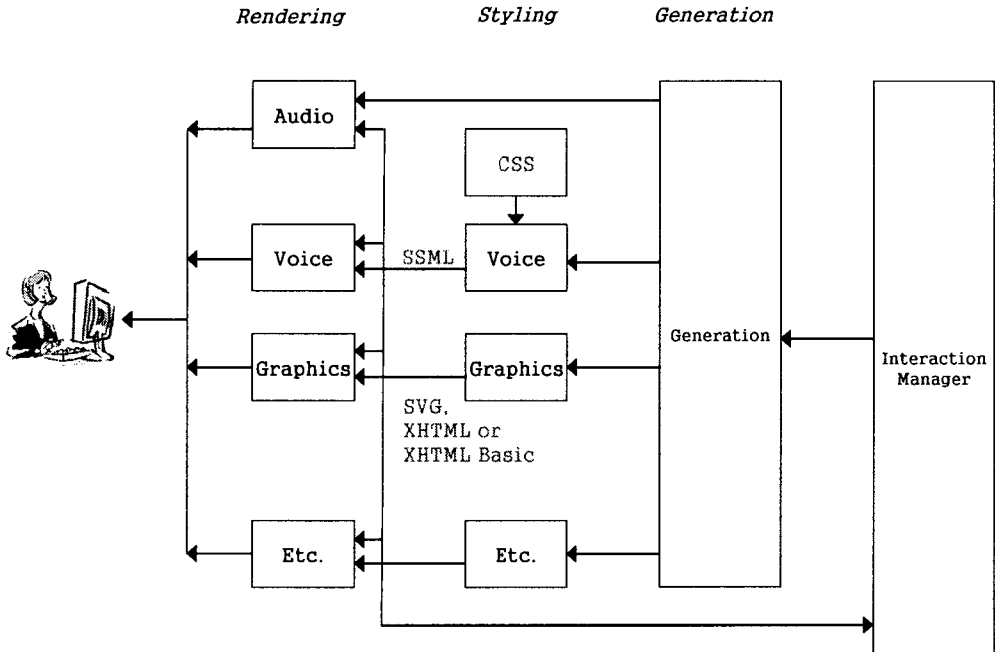 Rendering
Styling
Generation
Audio
CSS
Voice
SSML
Voice
Graphics
Graphics
Generation
Interaction
Manager
SVG,
XHTML or
XHTML Basic
Etc.
Etc.